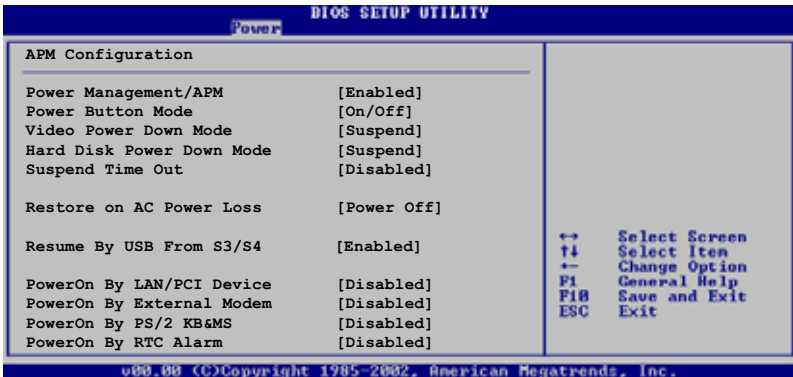 BIOS SETUP UTILITY
Power
APM Configuration
Power Management/APM [Enabled]
Power Button Mode [On/Off]
Video Power Down Mode [Suspend]
Hard Disk Power Down Mode [Suspend]
Suspend Time Out [Disabled]
Restore on AC Power Loss [Power Off]
Resume By USB From S3/S4 [Enabled]
PowerOn By LAN/PCI Device [Disabled]
PowerOn By External Modem [Disabled]
PowerOn By PS/2 KB&MS [Disabled]
PowerOn By RTC Alarm [Disabled]
↔ Select Screen
↑↓ Select Item
+- Change Option
F1 General Help
F10 Save and Exit
ESC Exit
v00.00 (C)Copyright 1985-2002, American Megatrends, Inc.